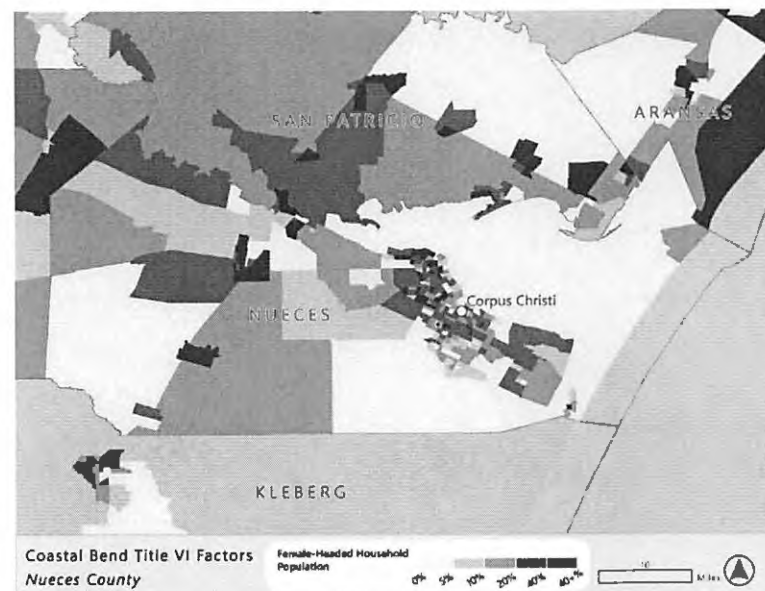 SAN PATRICIO
ARANSAS
Corpus Christi
NUECES
KLEBERG
Coastal Bend Title VI Factors
Nueces County
Female-Headed Household
Population
0% 5% 10% 20% 40% 40+%
10
Miles